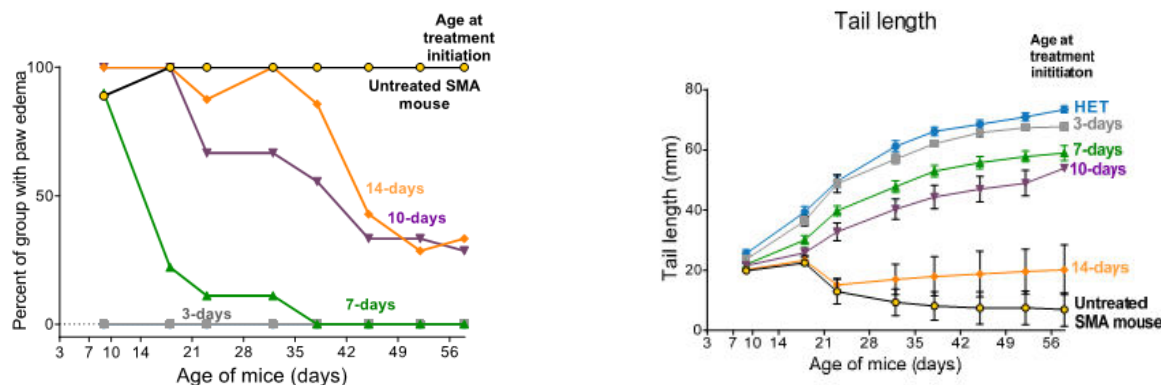 Age at
treatment
initiation
100
Untreated SMA
mouse
Percent of group with paw edema
14-days
50
10-days
7-days
3-days
0
3 7 10 14 21 28 35 42 49 56
Age of mice (days)
Tail length
Age at
treatment
inititiaton
80
HET
3-days
60
7-days
10-days
Tail length (mm)
40
20
14-days
Untreated
SMA mouse
0
3 7 10 14 21 28 35 42 49 56
Age of mice (days)